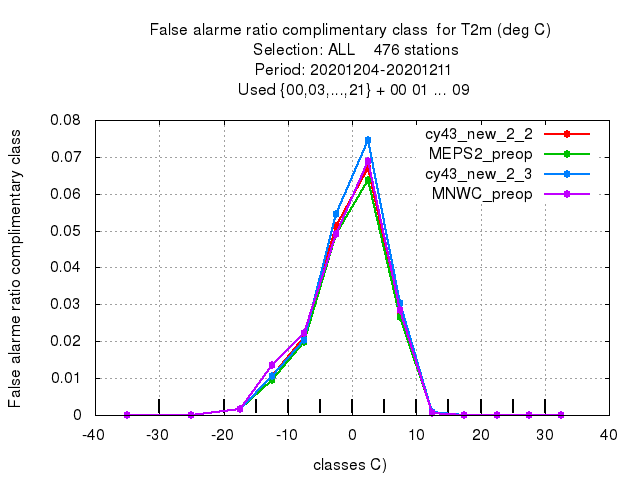 False alarme ratio complimentary class for T2m (deg C)
Selection: ALL 476 stations
Period: 20201204-20201211
Used {00,03,...,21} + 00 01 ... 09
False alarme ratio complimentary class
0.08
0.07
0.06
0.05
0.04
0.03
0.02
0.01
0
cy43_new_2_2
MEPS2_preop
cy43_new_2_3
MNWC_preop
-40 -30 -20 -10 0 10 20 30 40
classes C)